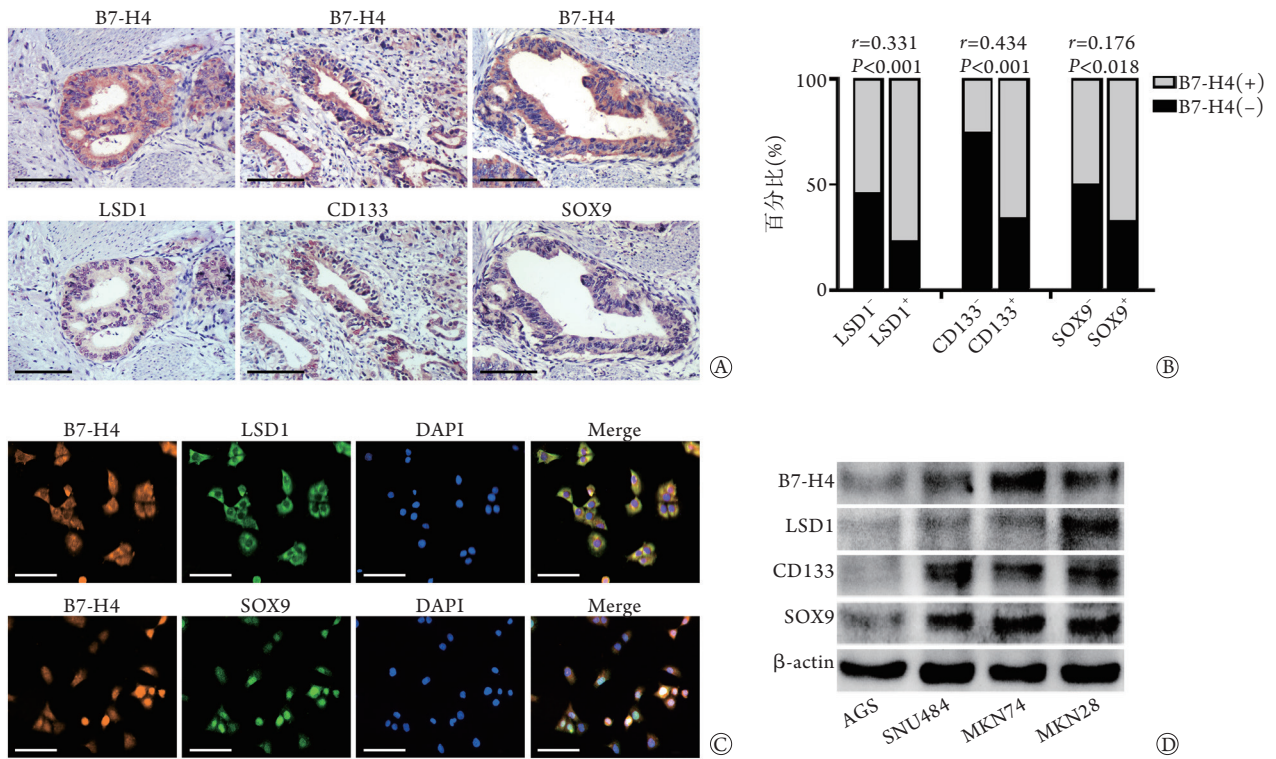 B7-H4 B7-H4 B7-H4
LSD1 CD133 SOX9
Ⓐ
r=0.331 r=0.434 r=0.176
P<0.001 P<0.001 P<0.018
B7-H4(+)
B7-H4(−)
百分比(%)
100
50
0
LSD1⁻ LSD1⁺ CD133⁻ CD133⁺ SOX9⁻ SOX9⁺
Ⓑ
B7-H4 LSD1 DAPI Merge
B7-H4 SOX9 DAPI Merge
Ⓒ
B7-H4
LSD1
CD133
SOX9
β-actin
AGS SNU484 MKN74 MKN28
Ⓓ